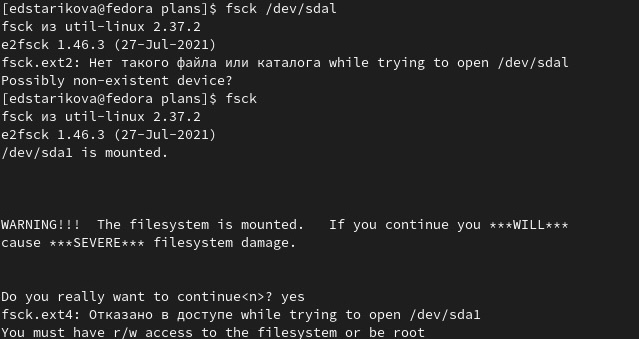 [edstarikova@fedora plans]$ fsck /dev/sdal
fsck из util-linux 2.37.2
e2fsck 1.46.3 (27-Jul-2021)
fsck.ext2: Нет такого файла или каталога while trying to open /dev/sdal
Possibly non-existent device?
[edstarikova@fedora plans]$ fsck
fsck из util-linux 2.37.2
e2fsck 1.46.3 (27-Jul-2021)
/dev/sda1 is mounted.
WARNING!!!  The filesystem is mounted.   If you continue you ***WILL***
cause ***SEVERE*** filesystem damage.
Do you really want to continue<n>? yes
fsck.ext4: Отказано в доступе while trying to open /dev/sda1
You must have r/w access to the filesystem or be root